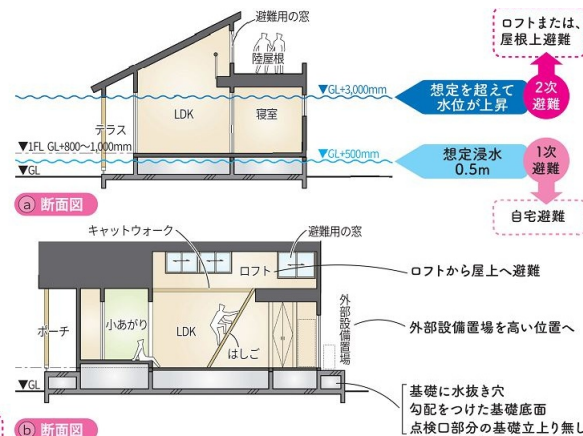 避難用の窓
陸屋根
ロフトまたは、
屋根上避難
▼GL+3,000mm
想定を超えて
水位が上昇
2次
避難
テラス
LDK
寝室
▼1FL GL+800〜1,000mm
▼GL+500mm
想定浸水
0.5m
1次
避難
▼GL
ⓐ 断面図
自宅避難
キャットウォーク
避難用の窓
ロフト
ロフトから屋上へ避難
ポーチ
小あがり
LDK
はしご
外部設備置場
外部設備置場を高い位置へ
▼GL
基礎に水抜き穴
勾配をつけた基礎底面
点検口部分の基礎立上り無し
ⓑ 断面図